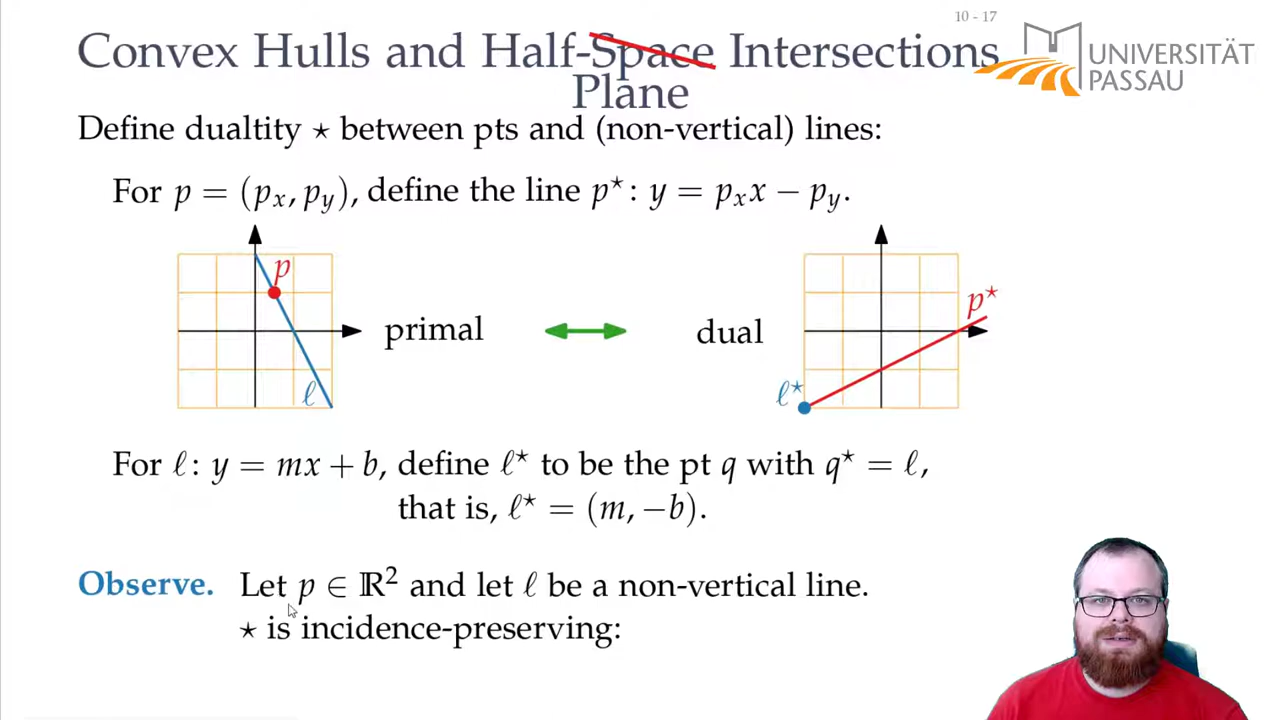 10 - 17
Convex Hulls and Half-Space Intersections
Plane
UNIVERSITÄT
PASSAU
Define dualtity ⋆ between pts and (non-vertical) lines:
For p = (pₓ, p_y), define the line p⋆: y = pₓx − p_y.
p
ℓ
primal
dual
p⋆
ℓ⋆
For ℓ: y = mx + b, define ℓ⋆ to be the pt q with q⋆ = ℓ,
that is, ℓ⋆ = (m, −b).
Observe. Let p ∈ ℝ² and let ℓ be a non-vertical line.
⋆ is incidence-preserving: